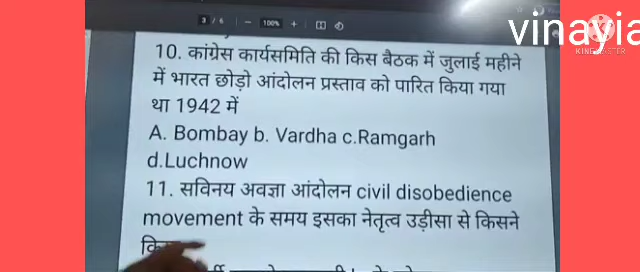 3 / 6 — 100% +
vinayia
KINEMASTER
10. कांग्रेस कार्यसमिति की किस बैठक में जुलाई महीने
में भारत छोड़ो आंदोलन प्रस्ताव को पारित किया गया
था 1942 में
A. Bombay b. Vardha c.Ramgarh
d.Luchnow
11. सविनय अवज्ञा आंदोलन civil disobedience
movement के समय इसका नेतृत्व उड़ीसा से किसने